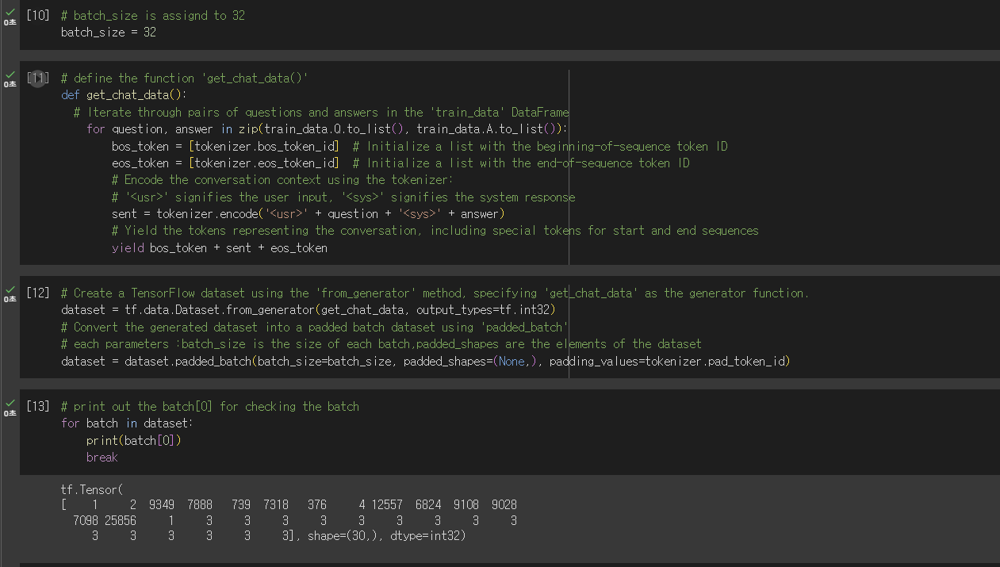 [10] # batch_size is assignd to 32
0초 batch_size = 32
[11] # define the function 'get_chat_data()'
0초 def get_chat_data():
# Iterate through pairs of questions and answers in the 'train_data' DataFrame
for question, answer in zip(train_data.Q.to_list(), train_data.A.to_list()):
bos_token = [tokenizer.bos_token_id] # Initialize a list with the beginning-of-sequence token ID
eos_token = [tokenizer.eos_token_id] # Initialize a list with the end-of-sequence token ID
# Encode the conversation context using the tokenizer:
# '<usr>' signifies the user input, '<sys>' signifies the system response
sent = tokenizer.encode('<usr>' + question + '<sys>' + answer)
# Yield the tokens representing the conversation, including special tokens for start and end sequences
yield bos_token + sent + eos_token
[12] # Create a TensorFlow dataset using the 'from_generator' method, specifying 'get_chat_data' as the generator function.
0초 dataset = tf.data.Dataset.from_generator(get_chat_data, output_types=tf.int32)
# Convert the generated dataset into a padded batch dataset using 'padded_batch'
# each parameters :batch_size is the size of each batch,padded_shapes are the elements of the dataset
dataset = dataset.padded_batch(batch_size=batch_size, padded_shapes=(None,), padding_values=tokenizer.pad_token_id)
[13] # print out the batch[0] for checking the batch
0초 for batch in dataset:
print(batch[0])
break
tf.Tensor(
[ 1 2 9349 7888 739 7318 376 4 12557 6824 9108 9028
7098 25856 1 3 3 3 3 3 3 3 3 3
3 3 3 3 3 3], shape=(30,), dtype=int32)